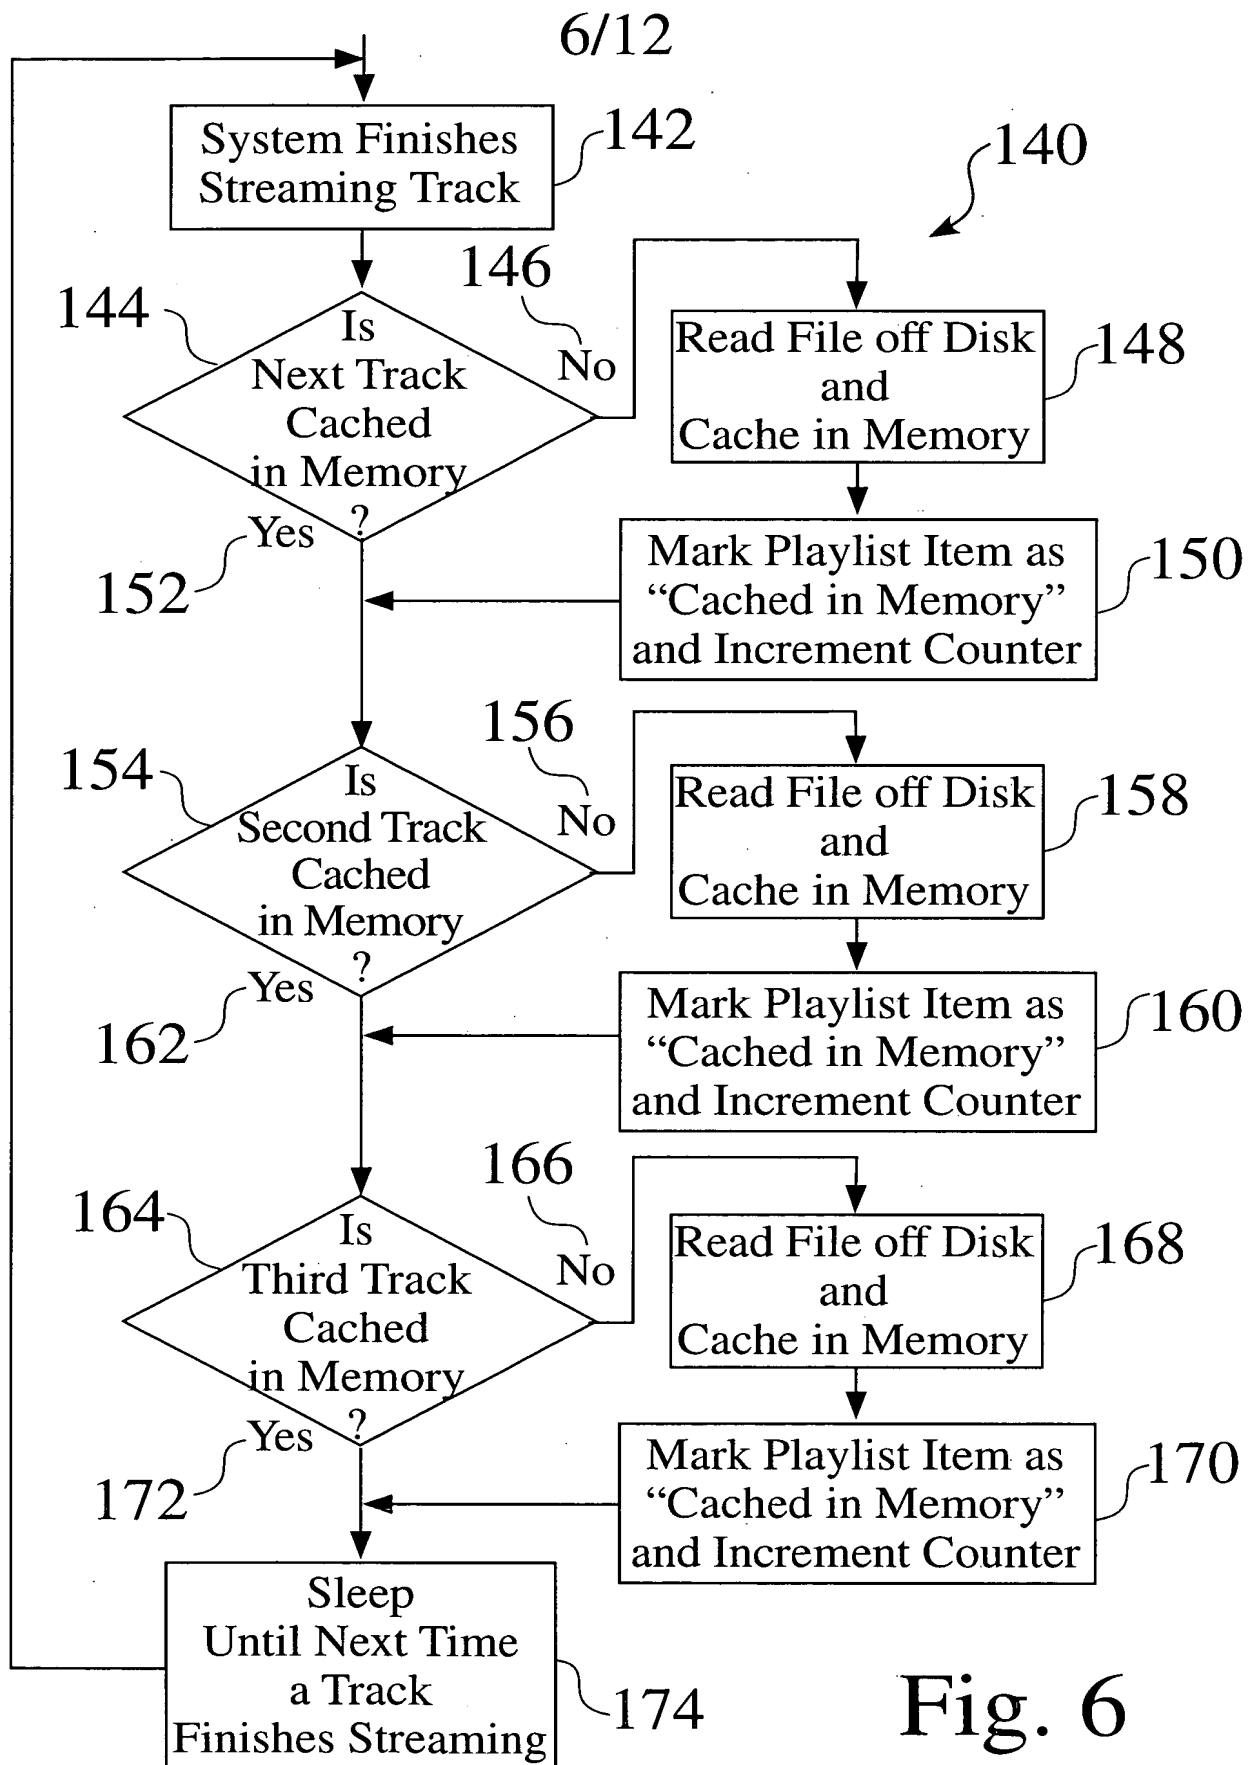 6/12
System Finishes
Streaming Track
142
140
144
146
Is
Next Track
Cached
in Memory
?
No
Read File off Disk
and
Cache in Memory
148
Yes
152
Mark Playlist Item as
“Cached in Memory”
and Increment Counter
150
154
156
Is
Second Track
Cached
in Memory
?
No
Read File off Disk
and
Cache in Memory
158
Yes
162
Mark Playlist Item as
“Cached in Memory”
and Increment Counter
160
164
166
Is
Third Track
Cached
in Memory
?
No
Read File off Disk
and
Cache in Memory
168
Yes
172
Mark Playlist Item as
“Cached in Memory”
and Increment Counter
170
Sleep
Until Next Time
a Track
Finishes Streaming
174
Fig. 6